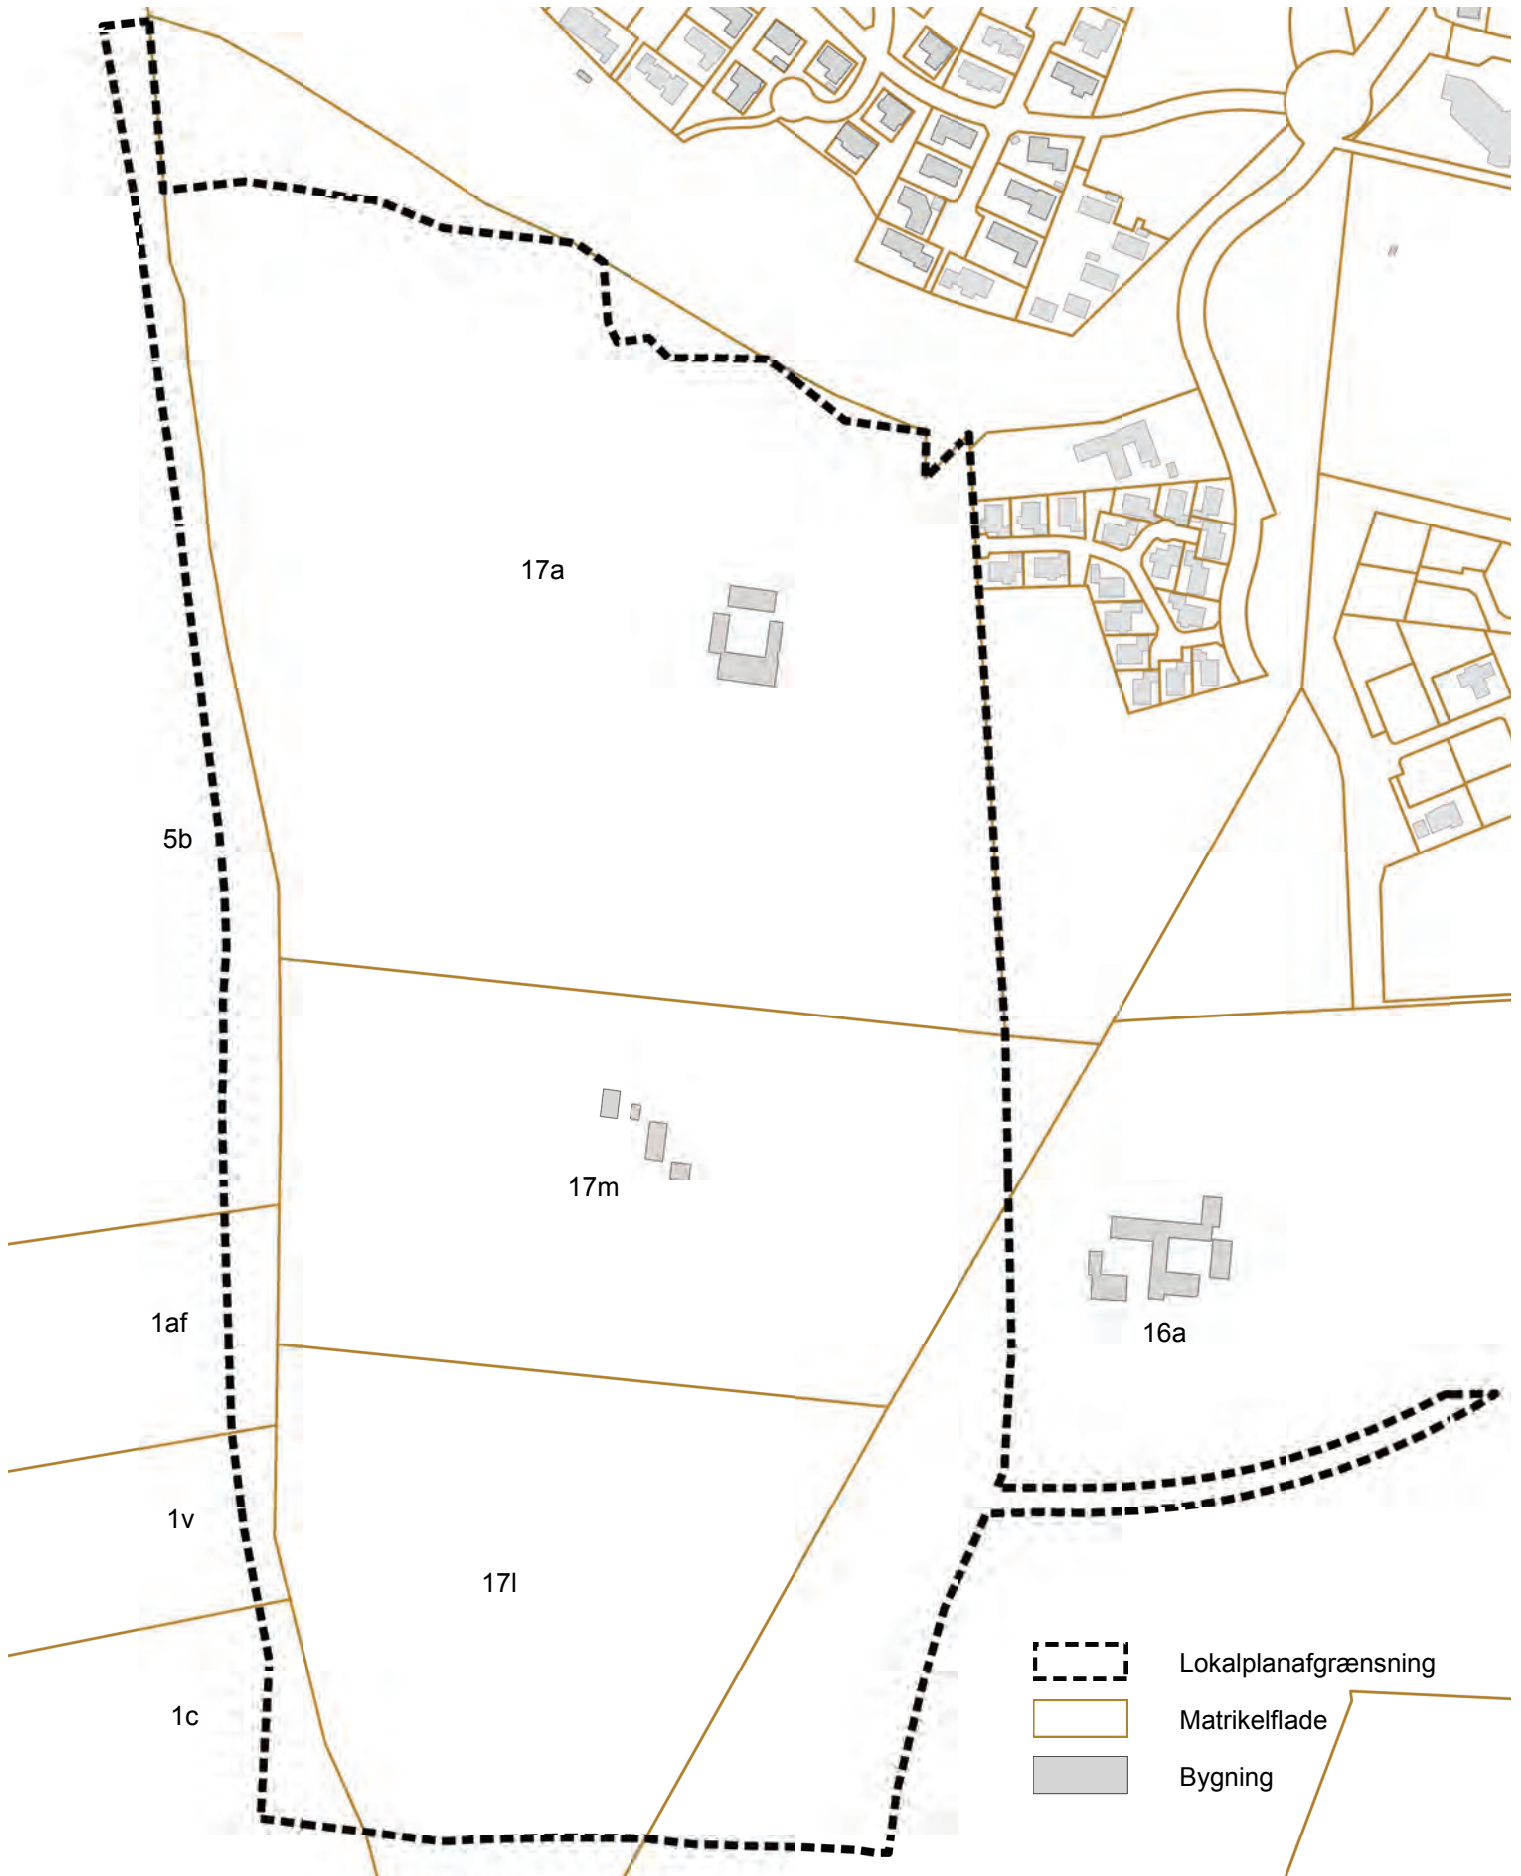 17a
5b
17m
1af
16a
1v
17l
1c
Lokalplanafgrænsning
Matrikelflade
Bygning